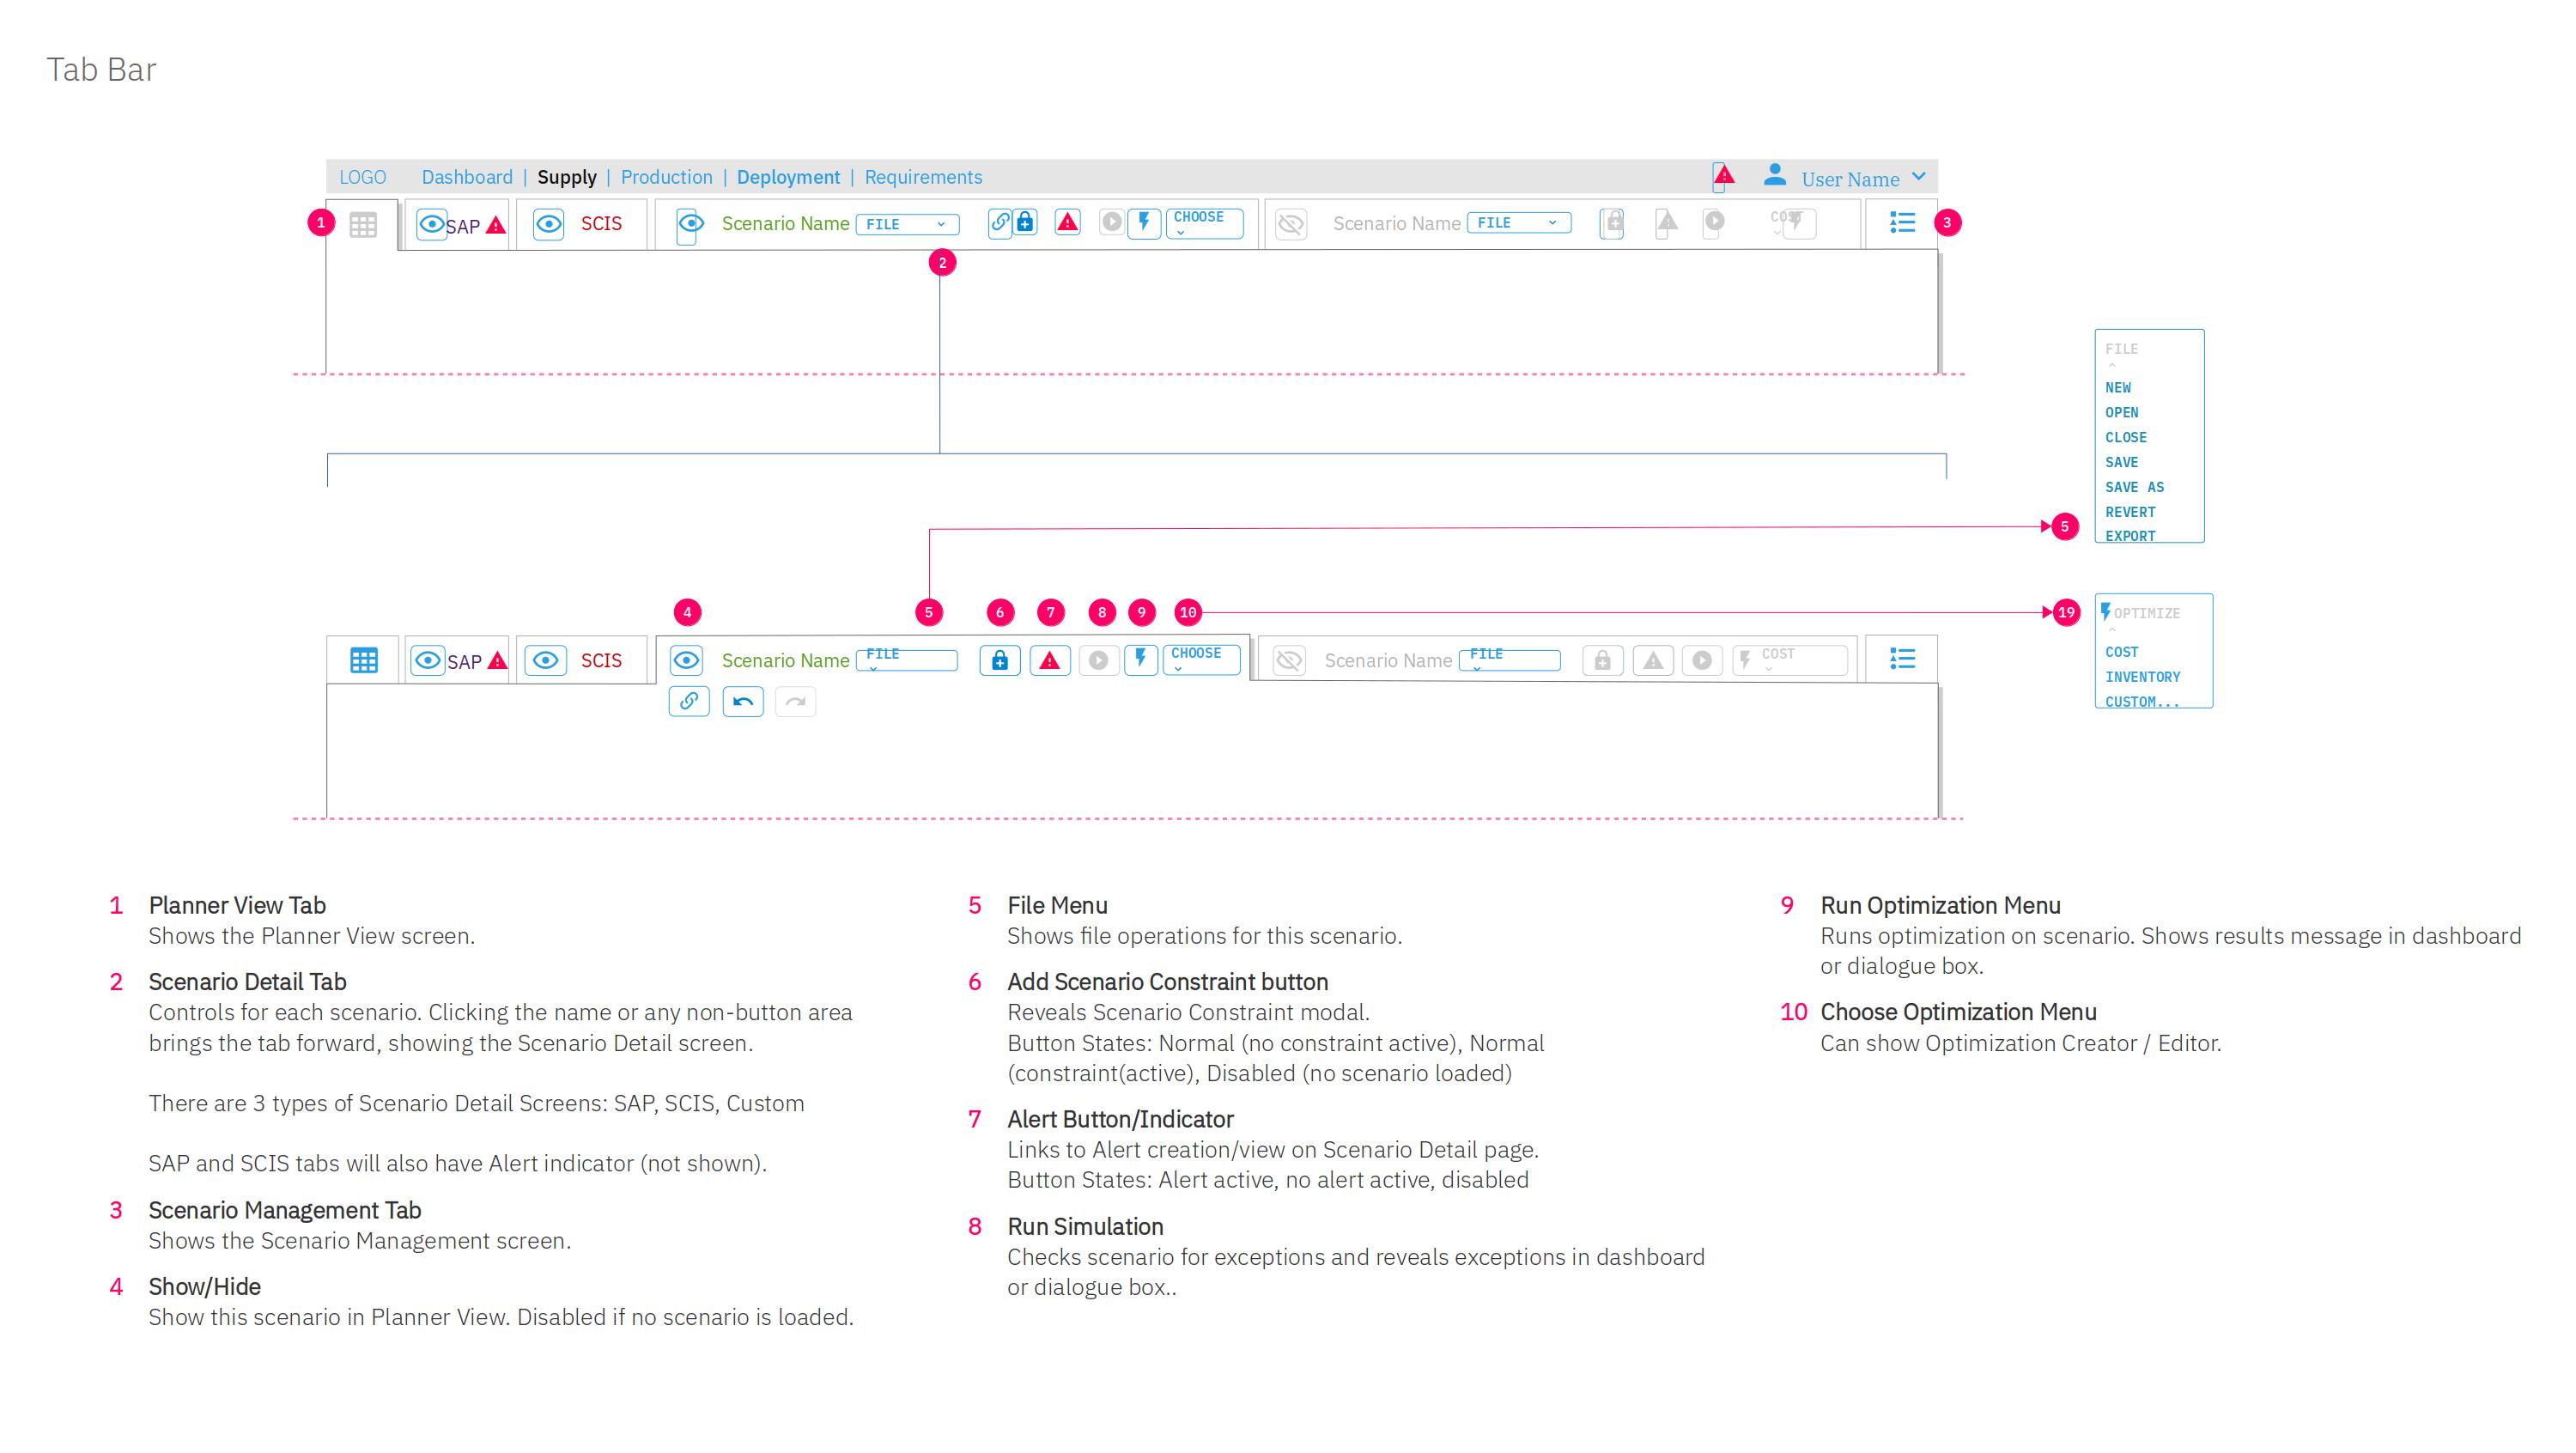 Tab Bar
LOGO Dashboard | Supply | Production | Deployment | Requirements User Name
1 SAP SCIS Scenario Name FILE CHOOSE Scenario Name FILE COST 3
2
FILE
NEW
OPEN
CLOSE
SAVE
SAVE AS
REVERT
EXPORT
5
4 5 6 7 8 9 10 19
OPTIMIZE
COST
INVENTORY
CUSTOM...
SAP SCIS Scenario Name FILE CHOOSE Scenario Name FILE COST
1 Planner View Tab
Shows the Planner View screen.
2 Scenario Detail Tab
Controls for each scenario. Clicking the name or any non-button area
brings the tab forward, showing the Scenario Detail screen.
There are 3 types of Scenario Detail Screens: SAP, SCIS, Custom
SAP and SCIS tabs will also have Alert indicator (not shown).
3 Scenario Management Tab
Shows the Scenario Management screen.
4 Show/Hide
Show this scenario in Planner View. Disabled if no scenario is loaded.
5 File Menu
Shows file operations for this scenario.
6 Add Scenario Constraint button
Reveals Scenario Constraint modal.
Button States: Normal (no constraint active), Normal
(constraint(active), Disabled (no scenario loaded)
7 Alert Button/Indicator
Links to Alert creation/view on Scenario Detail page.
Button States: Alert active, no alert active, disabled
8 Run Simulation
Checks scenario for exceptions and reveals exceptions in dashboard
or dialogue box..
9 Run Optimization Menu
Runs optimization on scenario. Shows results message in dashboard
or dialogue box.
10 Choose Optimization Menu
Can show Optimization Creator / Editor.